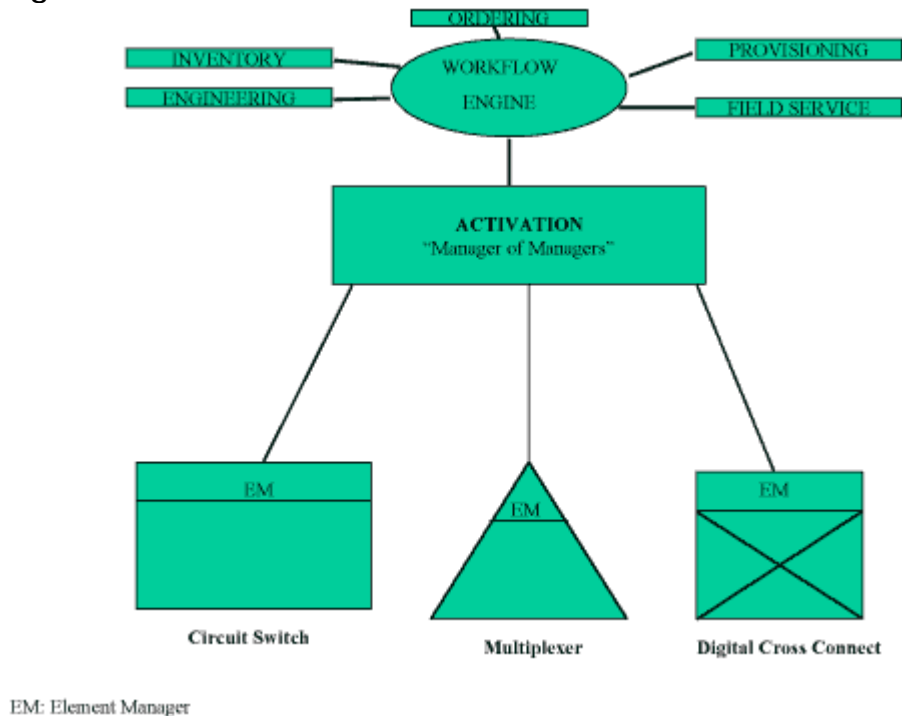 ORDERING
INVENTORY
PROVISIONING
WORKFLOW
ENGINE
ENGINEERING
FIELD SERVICE
ACTIVATION
“Manager of Managers”
EM
EM
EM
Circuit Switch
Multiplexer
Digital Cross Connect
EM: Element Manager